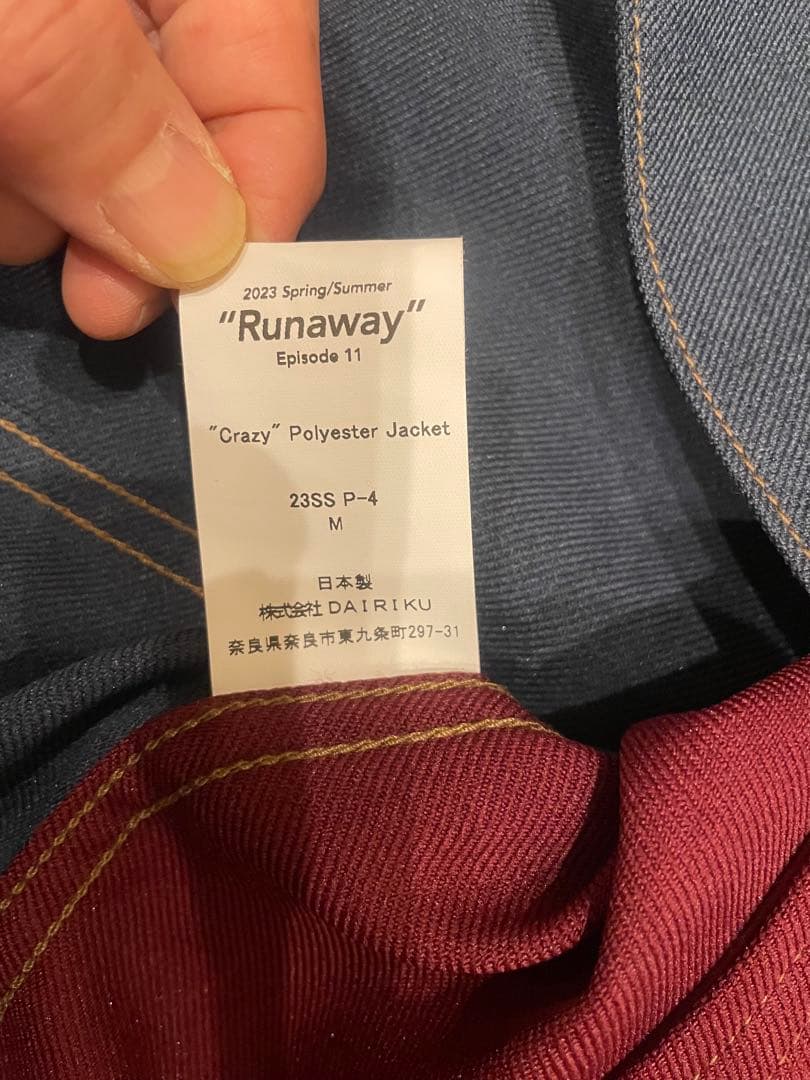 2023 Spring/Summer
"Runaway"
Episode 11
"Crazy" Polyester Jacket
23SS P-4
M
日本製
株式会社 DAIRIKU
奈良県奈良市東九条町297-31